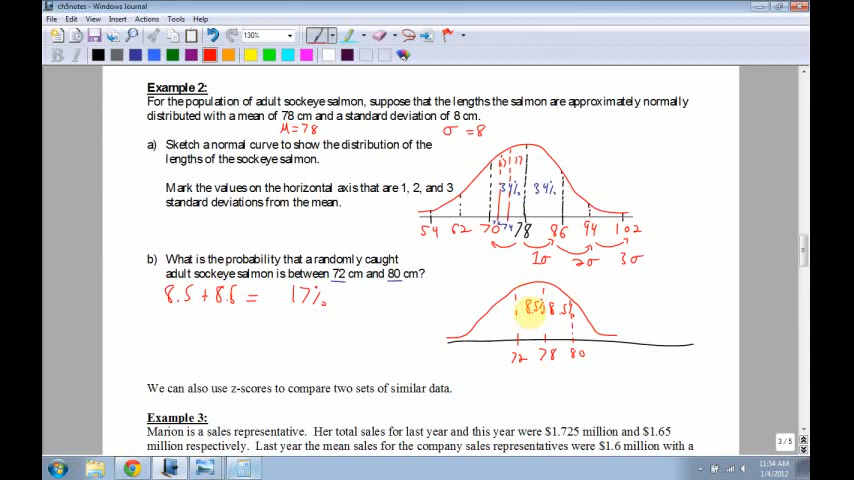 ch5notes - Windows Journal
File Edit View Insert Actions Tools Help
130%
B I
Example 2:
For the population of adult sockeye salmon, suppose that the lengths the salmon are approximately normally
distributed with a mean of 78 cm and a standard deviation of 8 cm.
μ = 78 σ = 8
a) Sketch a normal curve to show the distribution of the
lengths of the sockeye salmon.
Mark the values on the horizontal axis that are 1, 2, and 3
standard deviations from the mean.
17
34% 34%
54 62 70 74 78 86 94 102
1σ 2σ 3σ
b) What is the probability that a randomly caught
adult sockeye salmon is between 72 cm and 80 cm?
8.5 + 8.6 = 17%
8.5% 8.5%
72 78 80
We can also use z-scores to compare two sets of similar data.
Example 3:
Marion is a sales representative. Her total sales for last year and this year were $1.725 million and $1.65
million respectively. Last year the mean sales for the company sales representatives were $1.6 million with a
3 / 5
11:54 AM
1/4/2012